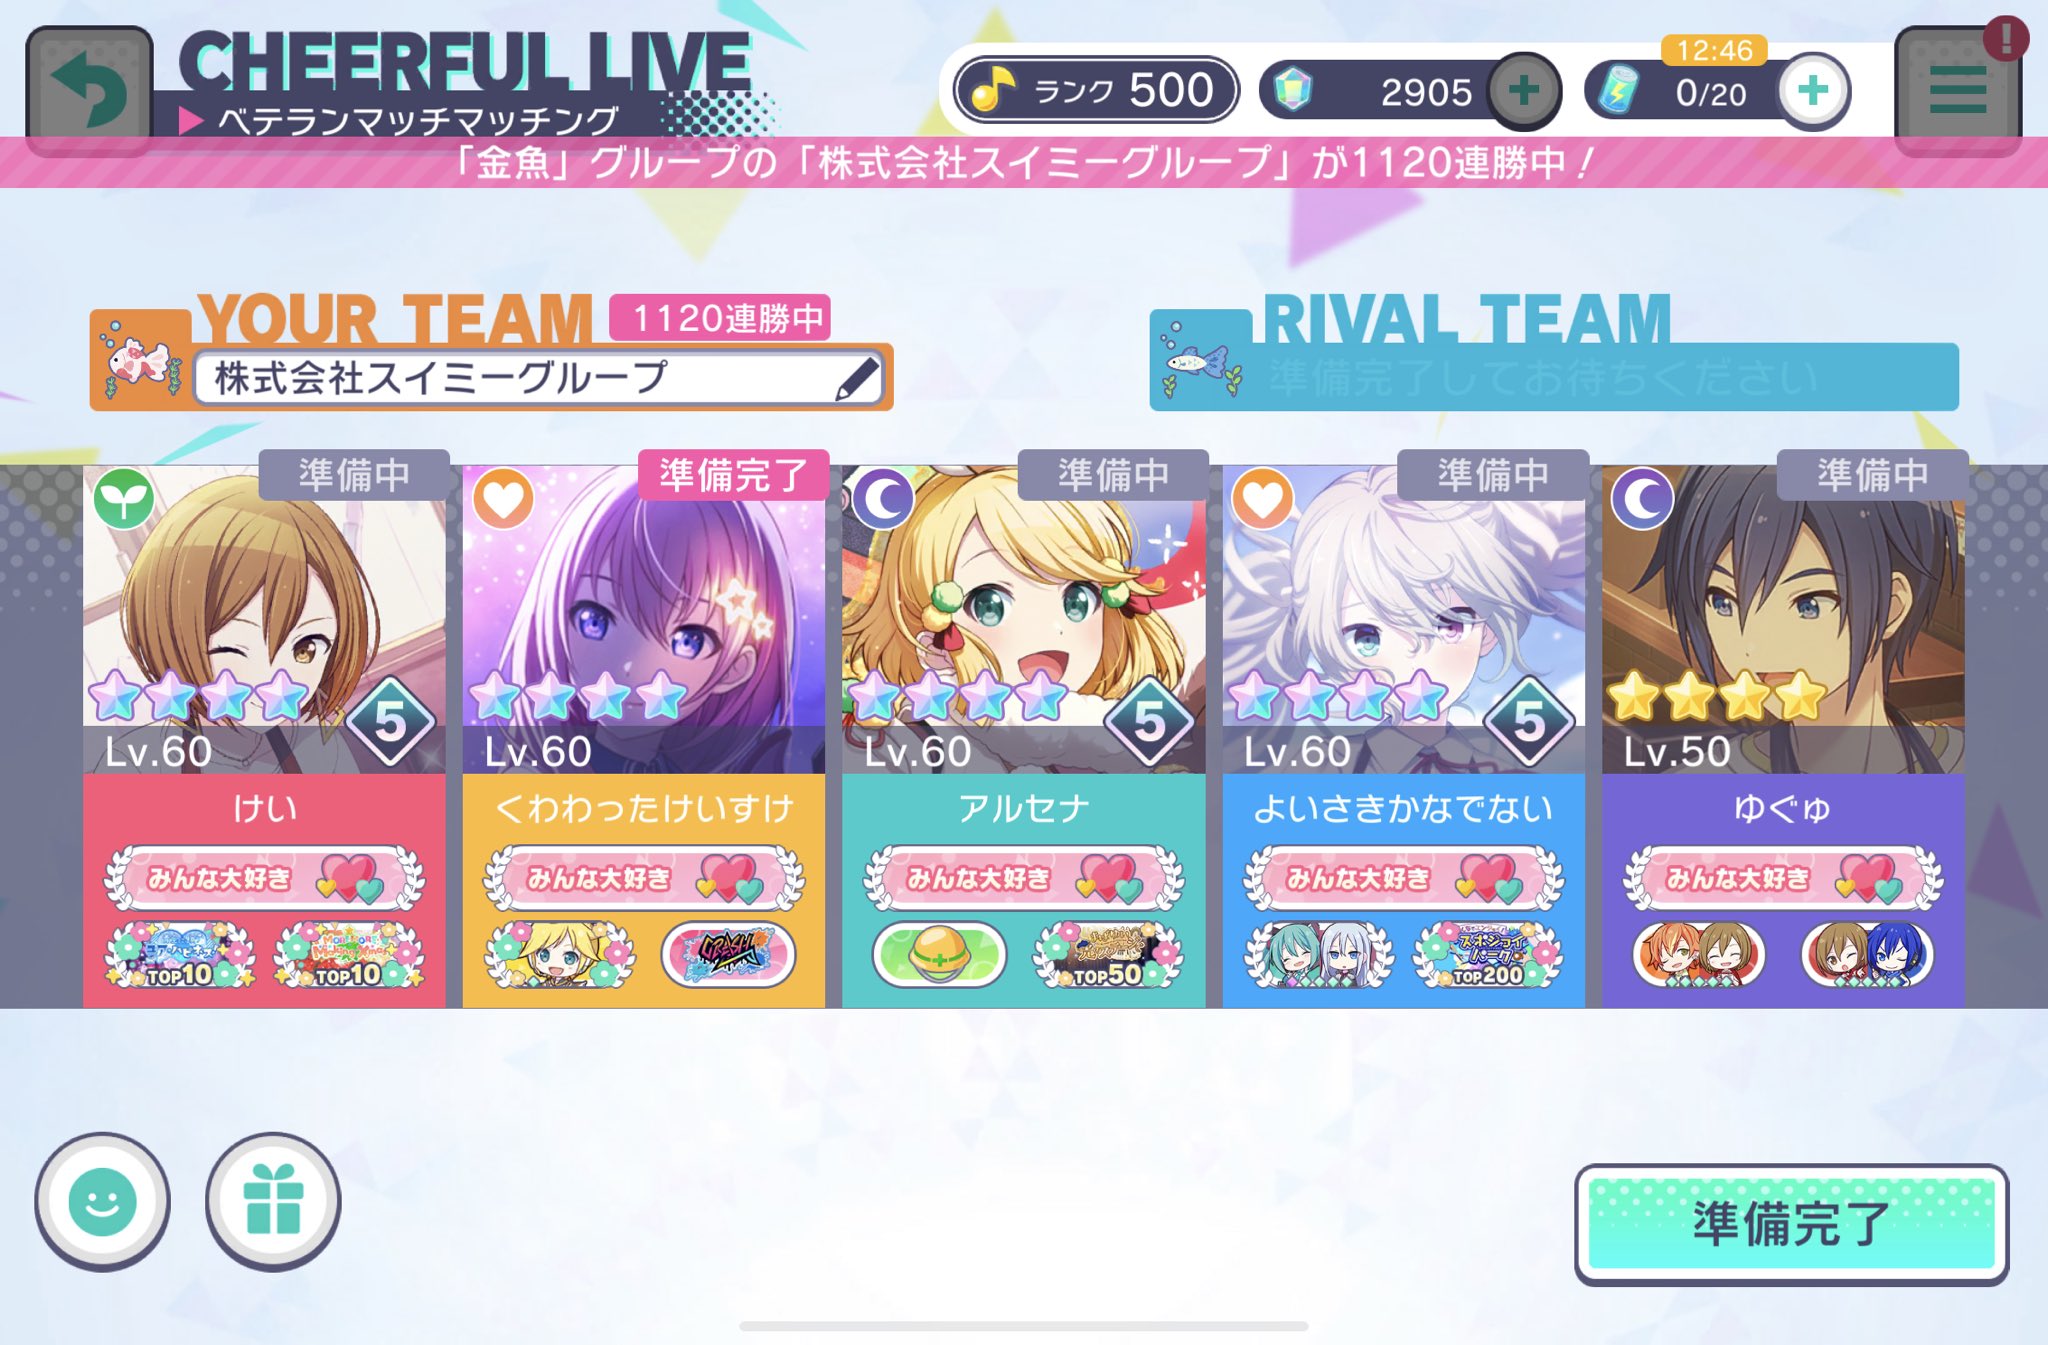 CHEERFUL LIVE
ベテランマッチマッチング
ランク 500
2905
12:46
0/20
「金魚」グループの「株式会社スイミーグループ」が1120連勝中！
YOUR TEAM 1120連勝中
株式会社スイミーグループ
RIVAL TEAM
準備完了してお待ちください
準備中
準備完了
準備中
準備中
準備中
5
Lv.60
Lv.60
5
Lv.60
5
Lv.60
Lv.50
けい
くわわったけいすけ
アルセナ
よいさきかなでない
ゆぐゅ
みんな大好き
みんな大好き
みんな大好き
みんな大好き
みんな大好き
TOP10
TOP10
CRASH
TOP50
TOP200
準備完了